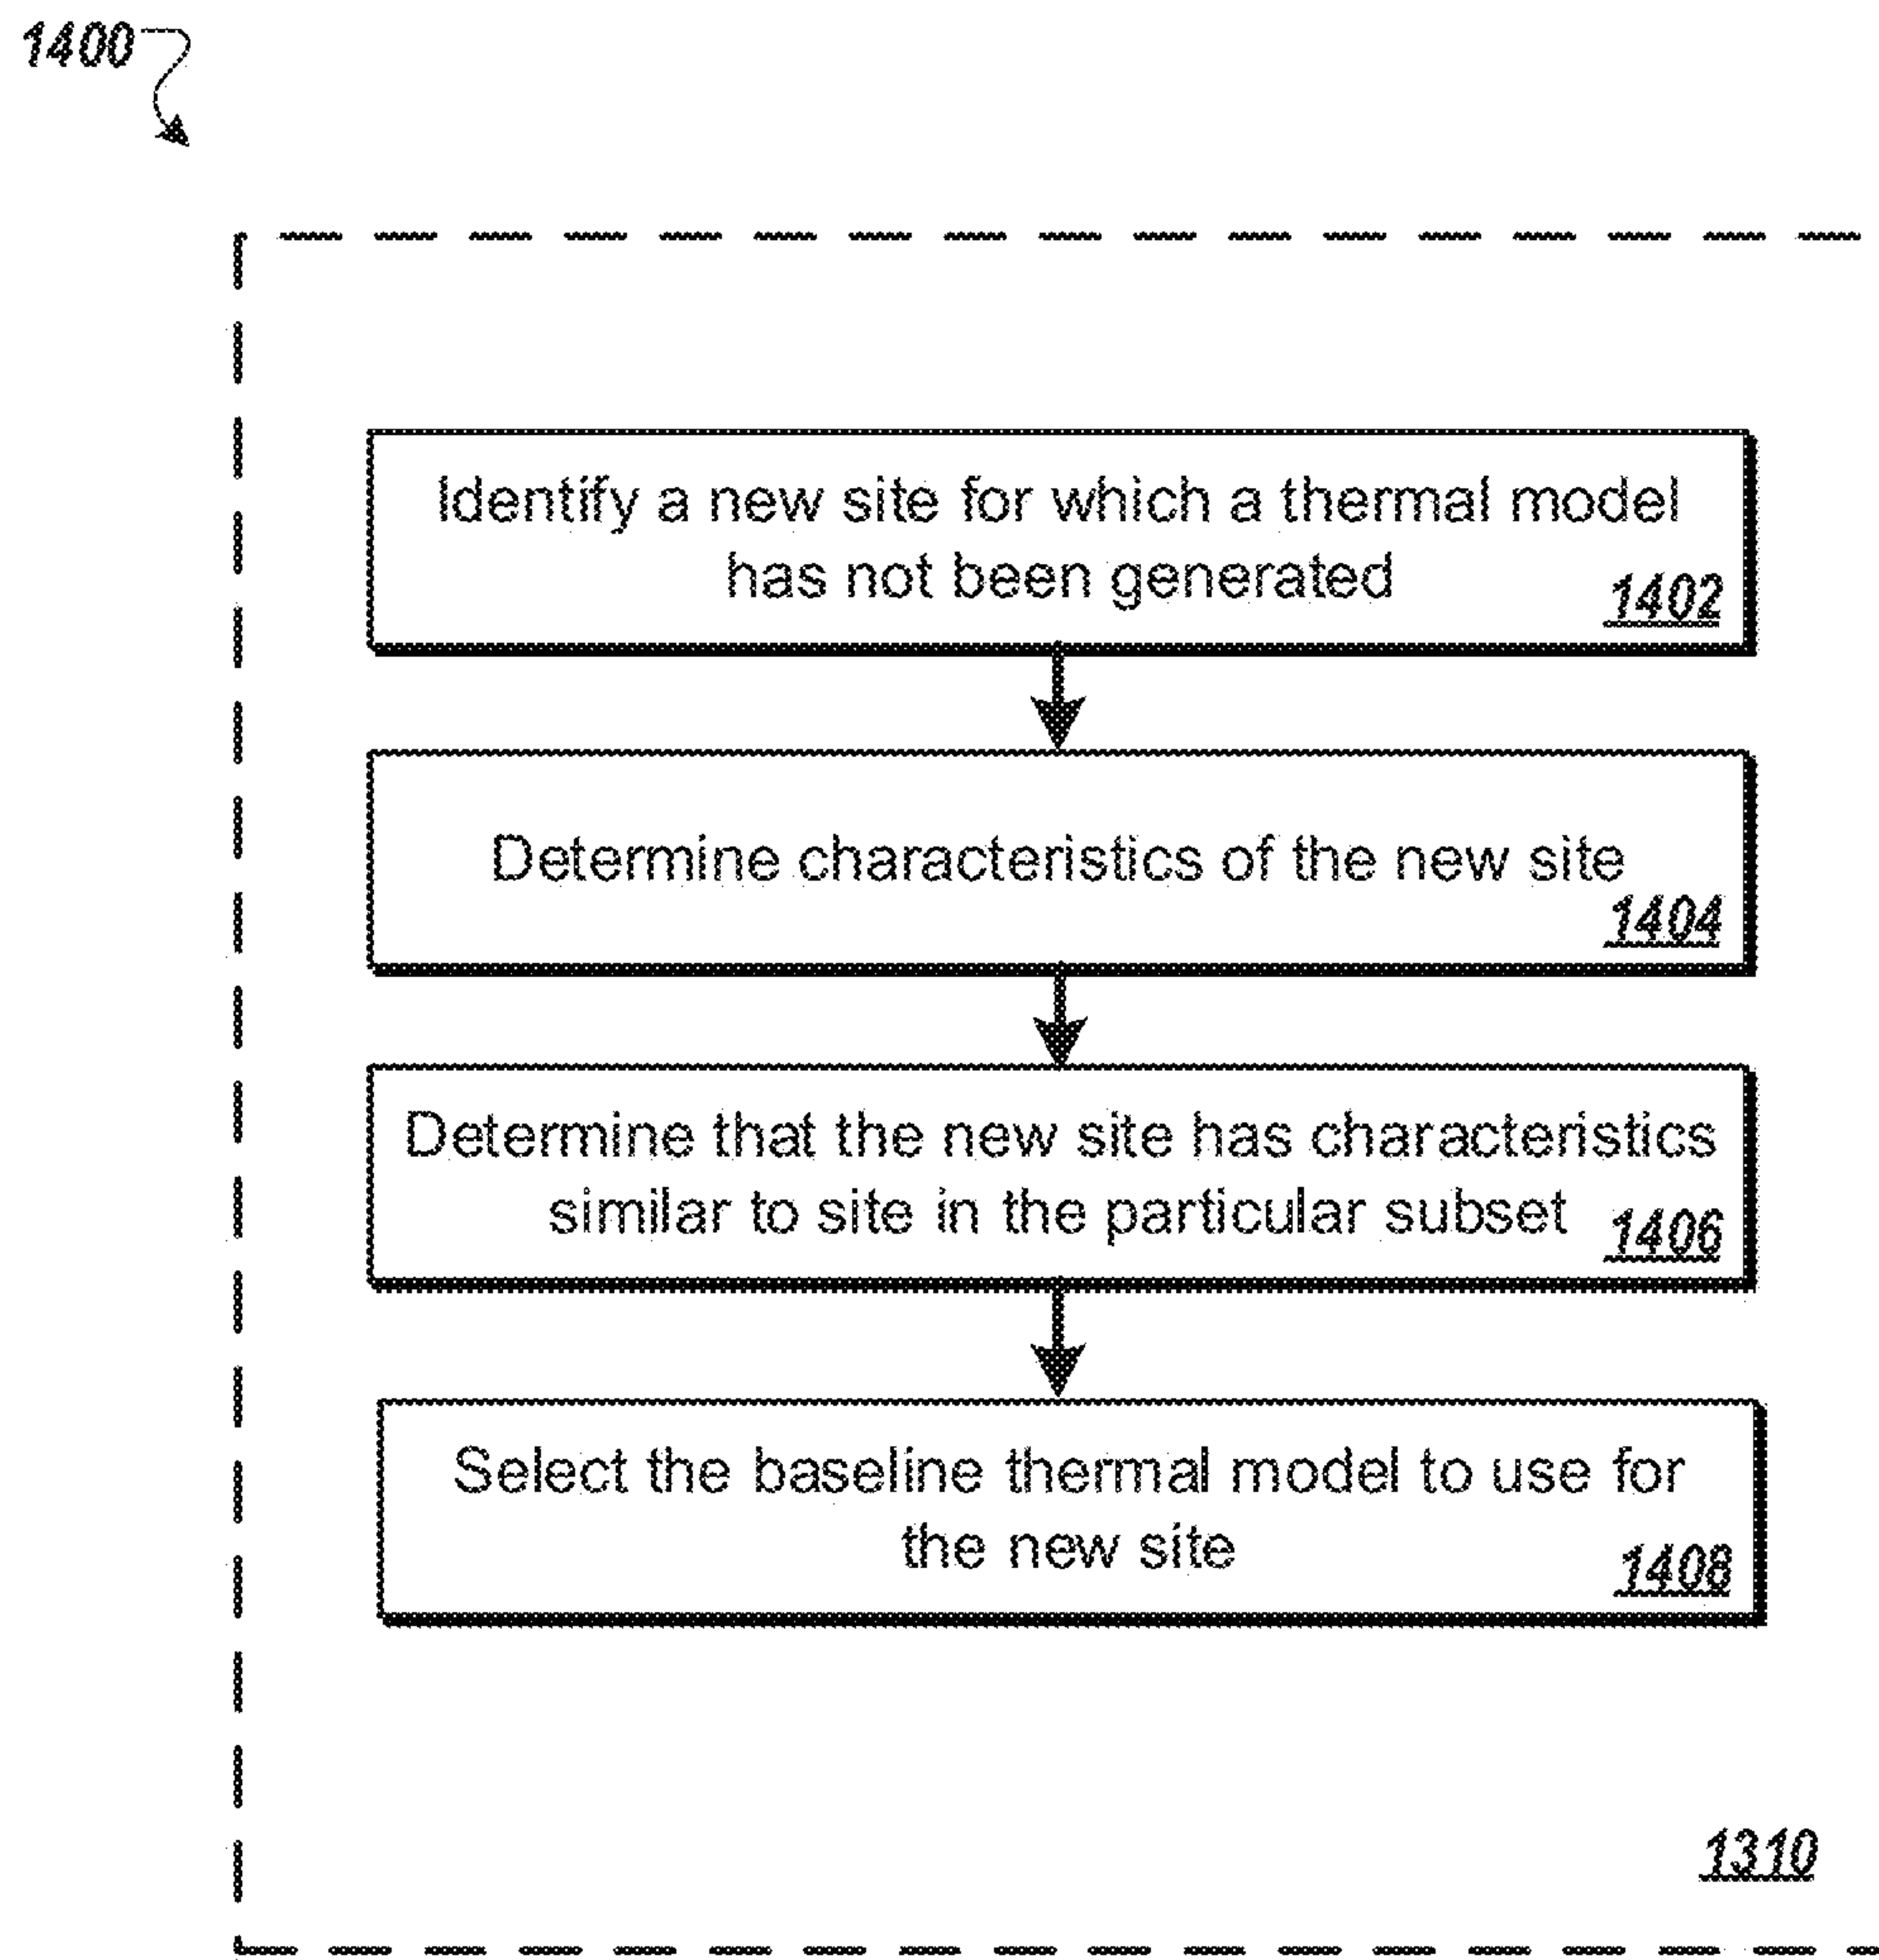 1400
Identify a new site for which a thermal model
has not been generated
1402
Determine characteristics of the new site
1404
Determine that the new site has characteristics
similar to site in the particular subset
1406
Select the baseline thermal model to use for
the new site
1408
1310